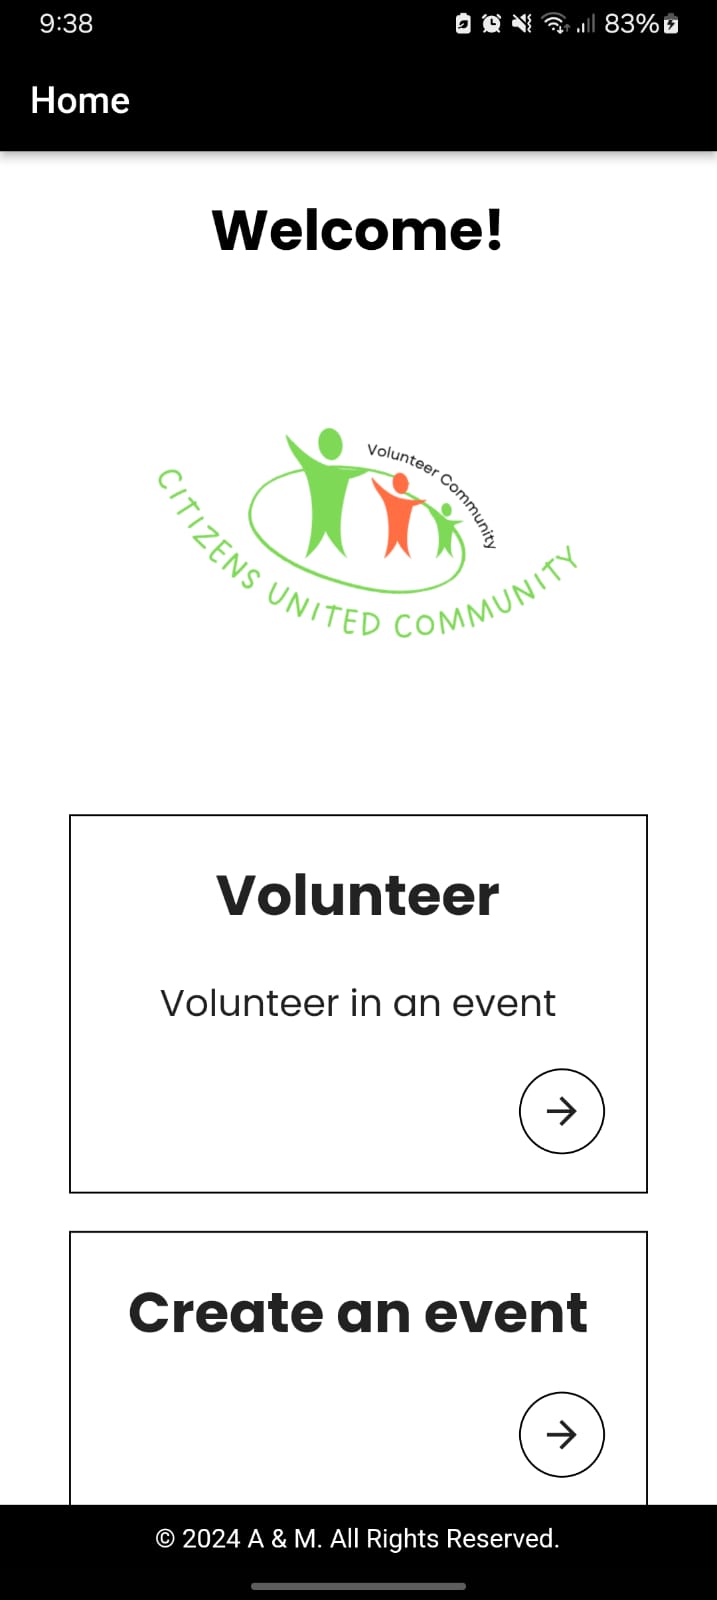 9:38
83%
Home
Welcome!
Volunteer Community
CITIZENS UNITED COMMUNITY
Volunteer
Volunteer in an event
Create an event
© 2024 A & M. All Rights Reserved.